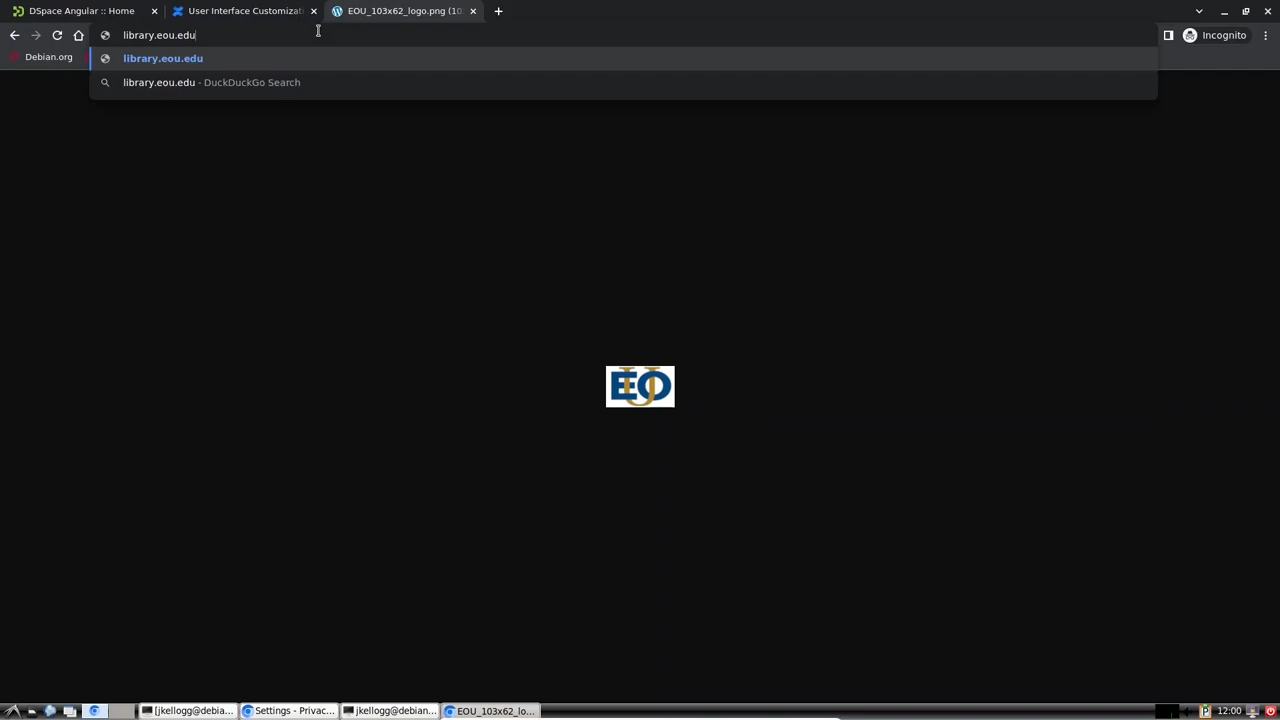 DSpace Angular :: Home
User Interface Customizati
EOU_103x62_logo.png (10
library.eou.edu
Incognito
Debian.org
library.eou.edu
library.eou.edu - DuckDuckGo Search
EOU
[jkellogg@debia...
Settings - Privac...
jkellogg@debian...
EOU_103x62_lo...
12:00